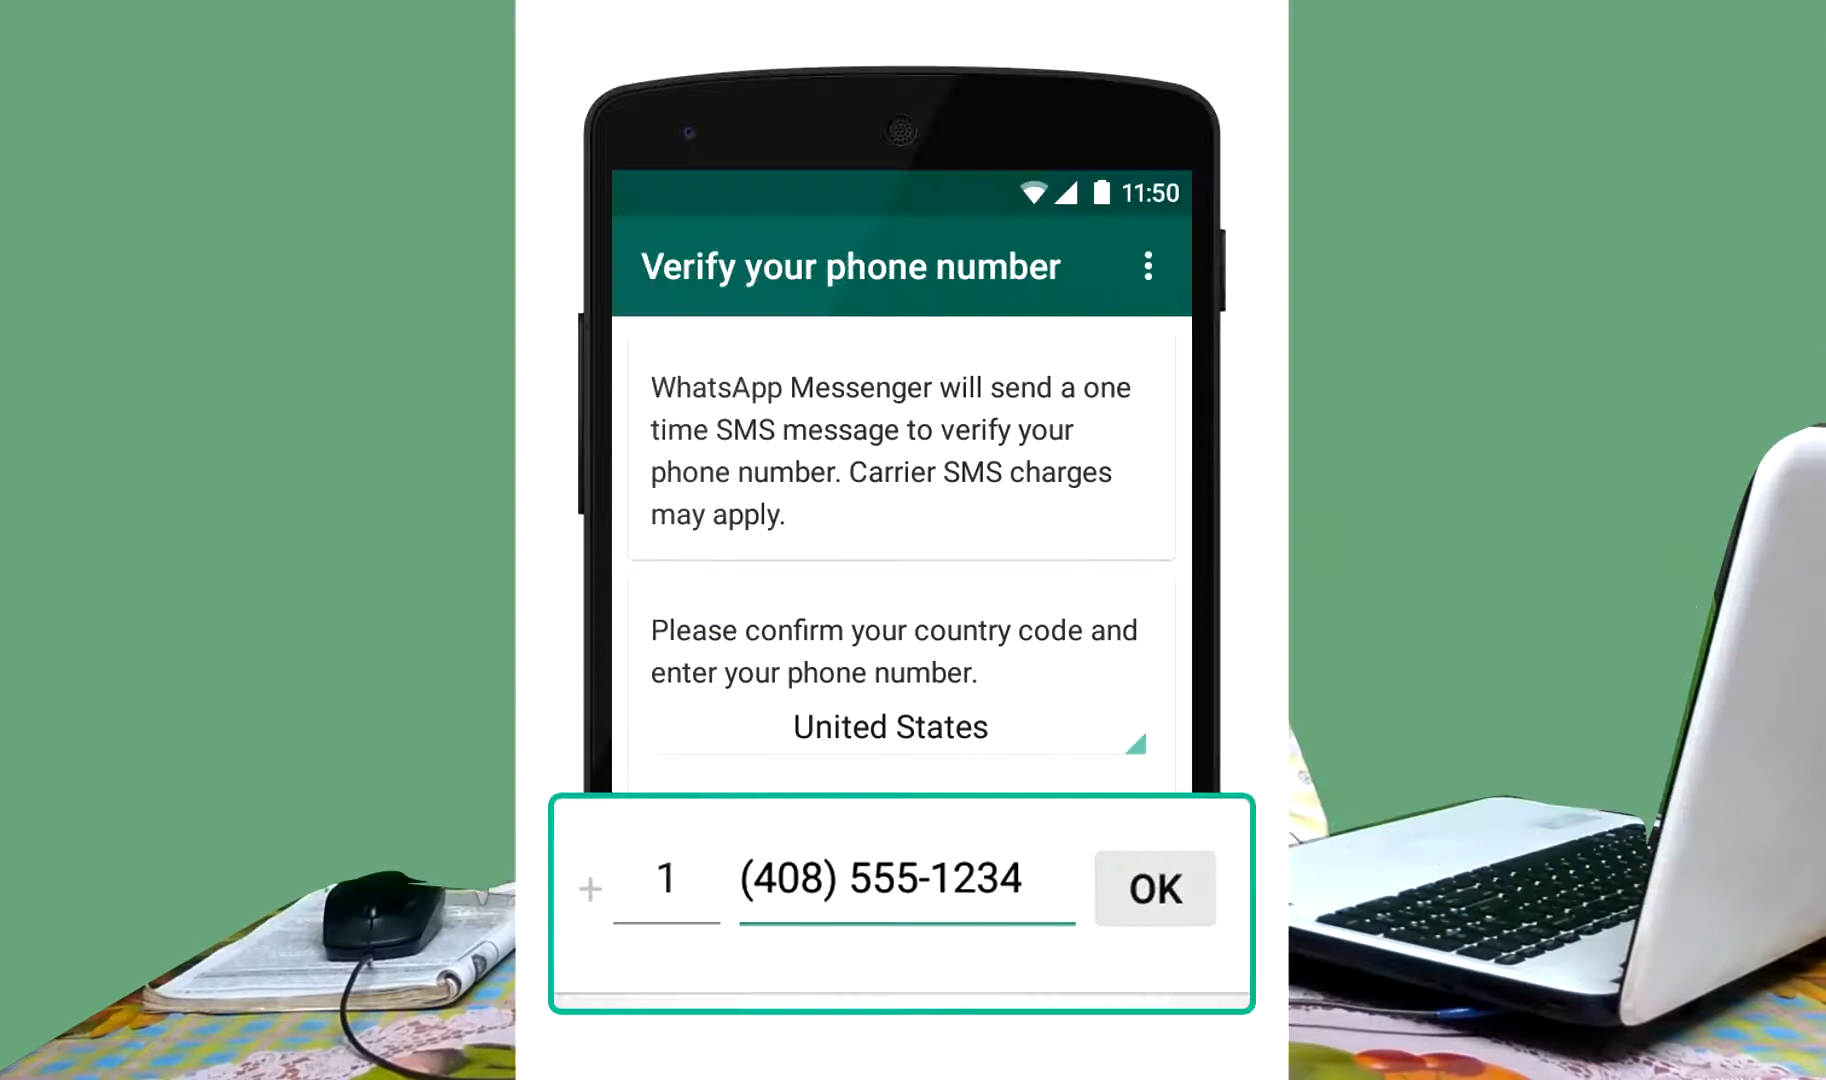 11:50
Verify your phone number
WhatsApp Messenger will send a one
time SMS message to verify your
phone number. Carrier SMS charges
may apply.
Please confirm your country code and
enter your phone number.
United States
+ 1 (408) 555-1234 OK